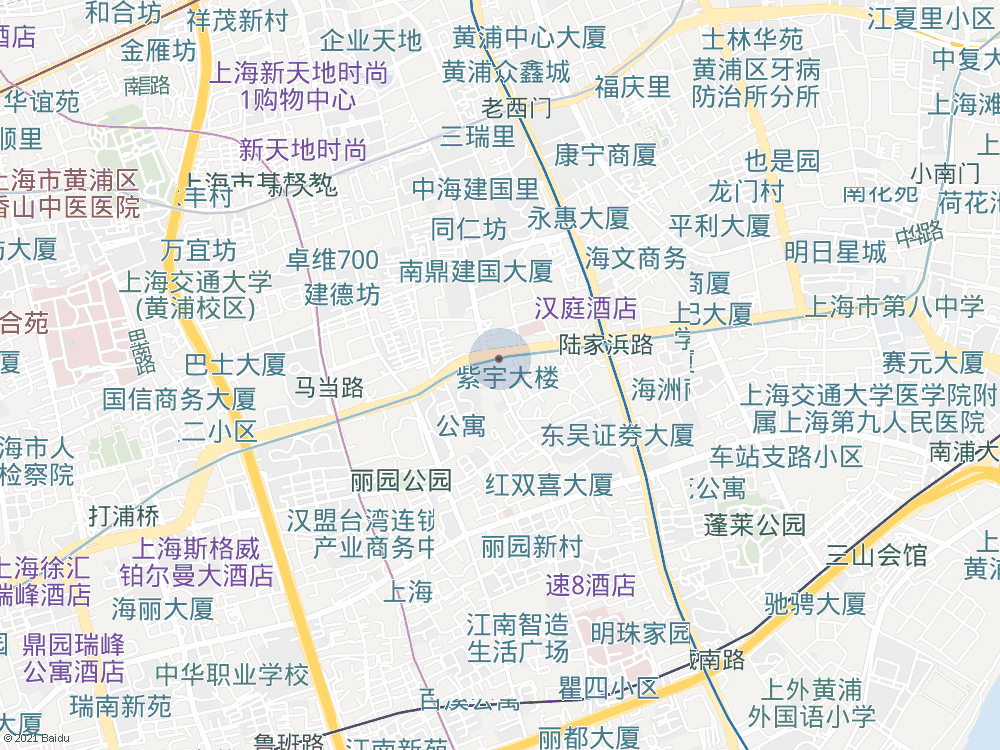 和合坊
祥茂新村
江夏里小区
酒店
金雁坊
企业天地
黄浦中心大厦
士林华苑
中复大
南昌路
上海新天地时尚
1购物中心
黄浦众鑫城
福庆里
黄浦区牙病
防治所分所
华谊苑
老西门
上海滩
顺里
三瑞里
新天地时尚
康宁商厦
也是园
小南门
上海市黄浦区
香山中医医院
上海市基督教
丰村
中海建国里
龙门村
南花苑
荷花池
同仁坊
永惠大厦
平利大厦
中华路
方大厦
万宜坊
卓维700
南鼎建国大厦
海文商务
明日星城
上海交通大学
(黄浦校区)
建德坊
商厦
汉庭酒店
上海市第八中学
合苑
陆家浜路
巴士大厦
赛元大厦
马当路
紫宇大楼
海洲
国信商务大厦
上海交通大学医学院附
属上海第九人民医院
公寓
二小区
东吴证券大厦
海市人
检察院
车站支路小区
南浦大
丽园公园
红双喜大厦
公寓
打浦桥
汉盟台湾连锁
产业商务中
蓬莱公园
上海斯格威
铂尔曼大酒店
丽园新村
三山会馆
上海徐汇
瑞峰酒店
上海
速8酒店
黄浦
海丽大厦
驰骋大厦
江南智造
生活广场
明珠家园
鼎园瑞峰
公寓酒店
中华职业学校
南路
瞿四小区
上外黄浦
外国语小学
瑞南新苑
鲁班路
江南新苑
丽都大厦
© 2021 Baidu